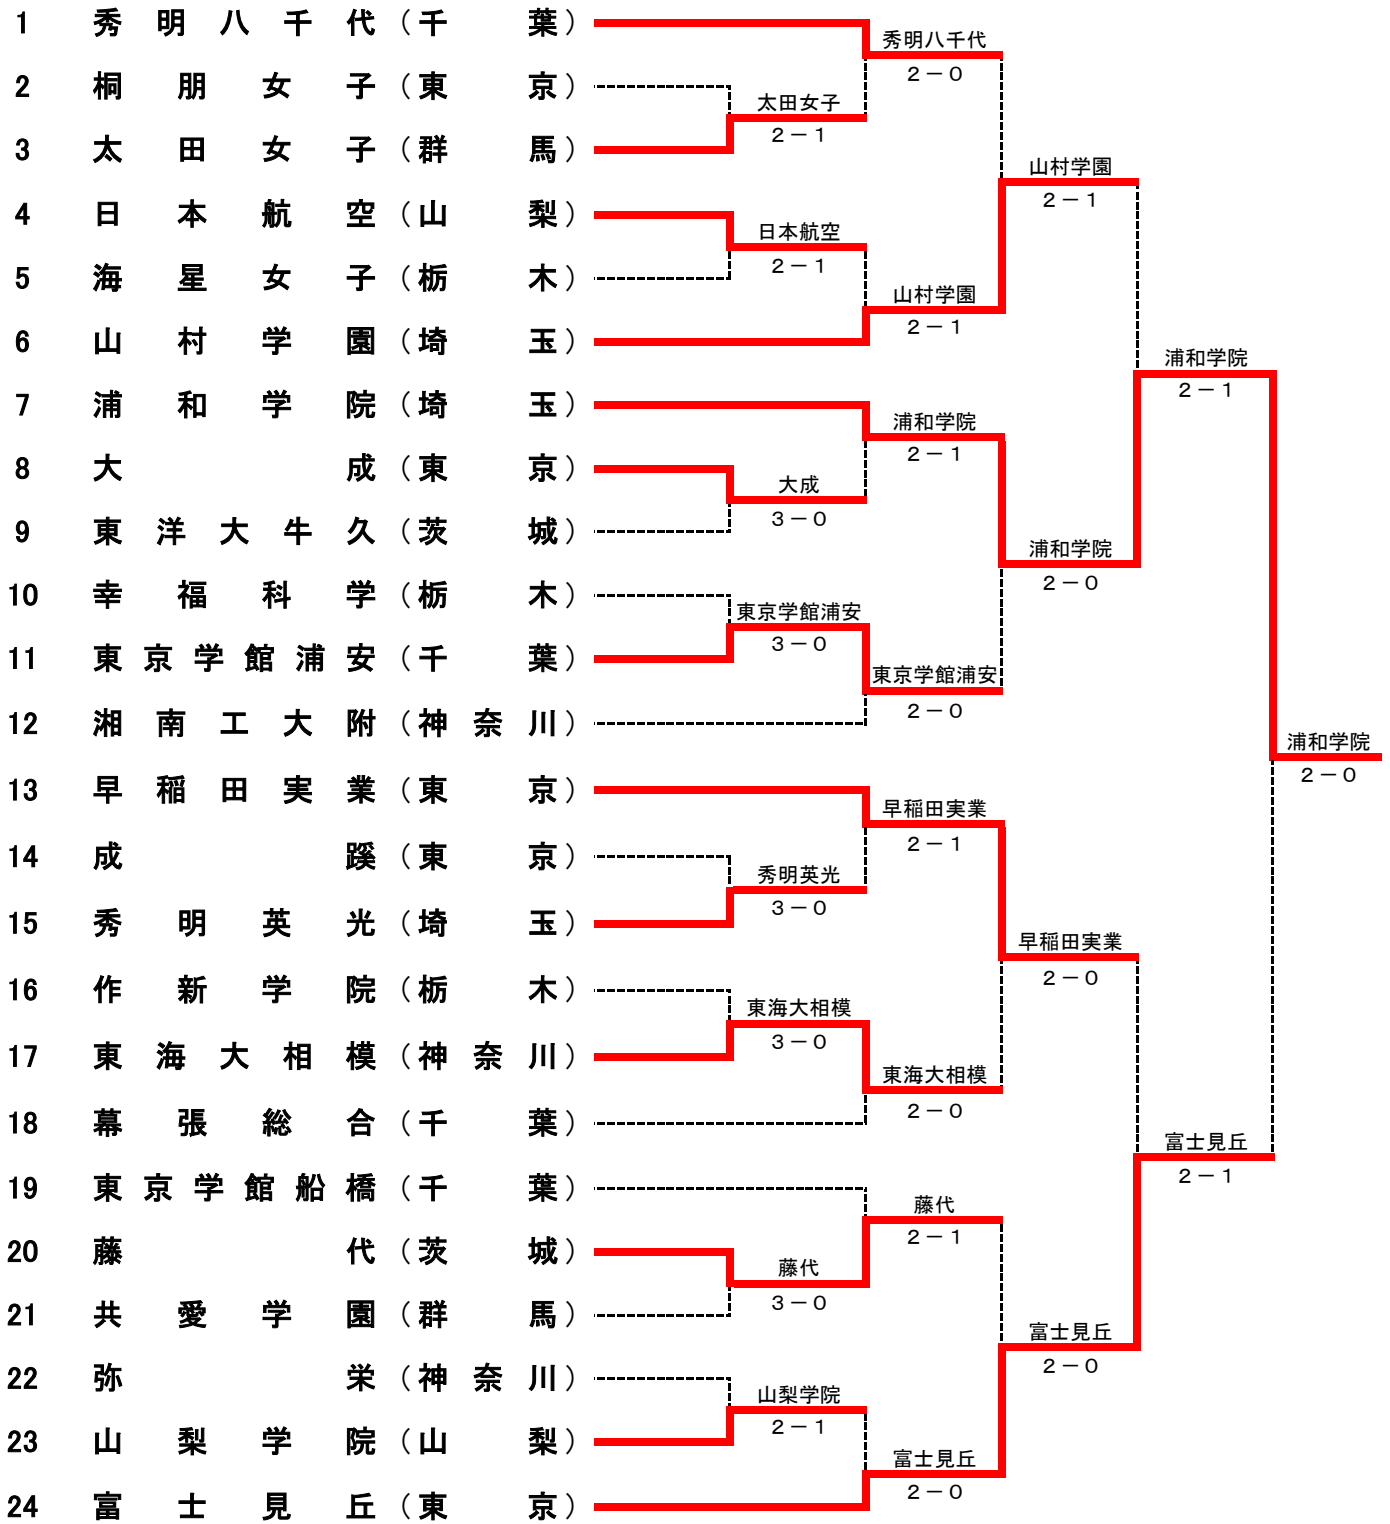 1 秀明八千代（千葉）
2 桐朋女子（東京）
3 太田女子（群馬）
4 日本航空（山梨）
5 海星女子（栃木）
6 山村学園（埼玉）
7 浦和学院（埼玉）
8 大成（東京）
9 東洋大牛久（茨城）
10 幸福科学（栃木）
11 東京学館浦安（千葉）
12 湘南工大附（神奈川）
13 早稲田実業（東京）
14 成蹊（東京）
15 秀明英光（埼玉）
16 作新学院（栃木）
17 東海大相模（神奈川）
18 幕張総合（千葉）
19 東京学館船橋（千葉）
20 藤代（茨城）
21 共愛学園（群馬）
22 弥栄（神奈川）
23 山梨学院（山梨）
24 富士見丘（東京）
太田女子
２－１
日本航空
２－１
大成
３－０
東京学館浦安
３－０
秀明英光
３－０
東海大相模
３－０
藤代
３－０
山梨学院
２－１
秀明八千代
２－０
山村学園
２－１
浦和学院
２－１
東京学館浦安
２－０
早稲田実業
２－１
東海大相模
２－０
藤代
２－１
富士見丘
２－０
山村学園
２－１
浦和学院
２－０
早稲田実業
２－０
富士見丘
２－０
浦和学院
２－１
富士見丘
２－１
浦和学院
２－０